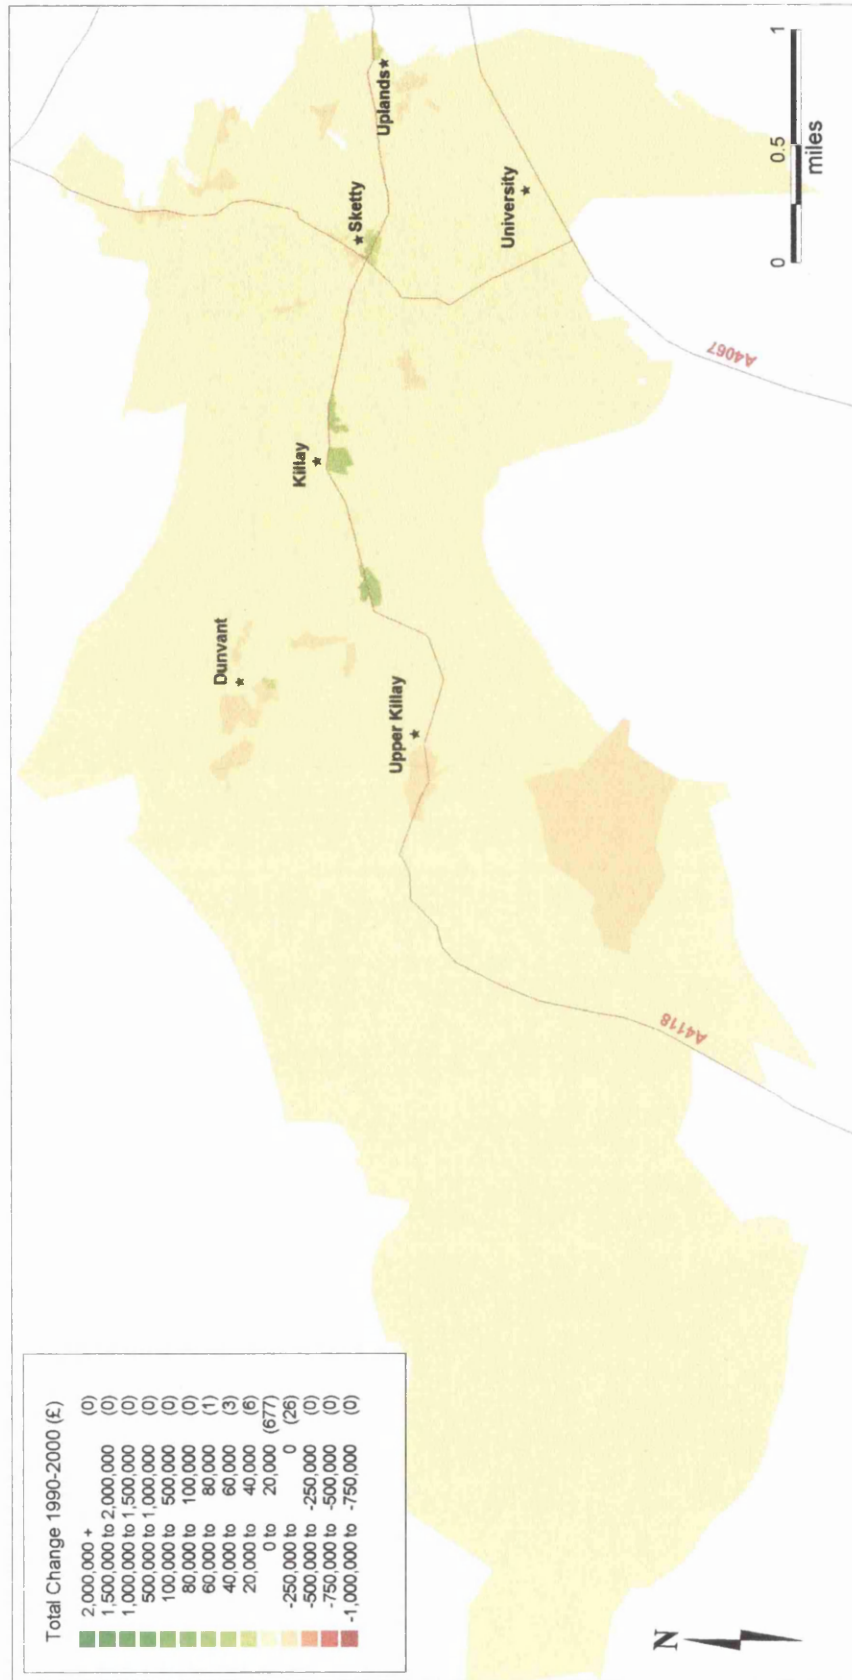 Total Change 1990-2000 (£)
2,000,000 + (0)
1,500,000 to 2,000,000 (0)
1,000,000 to 1,500,000 (0)
500,000 to 1,000,000 (0)
100,000 to 500,000 (0)
80,000 to 100,000 (0)
60,000 to 80,000 (1)
40,000 to 60,000 (3)
20,000 to 40,000 (6)
0 to 20,000 (677)
-250,000 to 0 (26)
-500,000 to -250,000 (0)
-750,000 to -500,000 (0)
-1,000,000 to -750,000 (0)
Dunvant
Killay
Sketty
Uplands
Upper Killay
University
A4118
A4067
N
0 0.5 1
miles